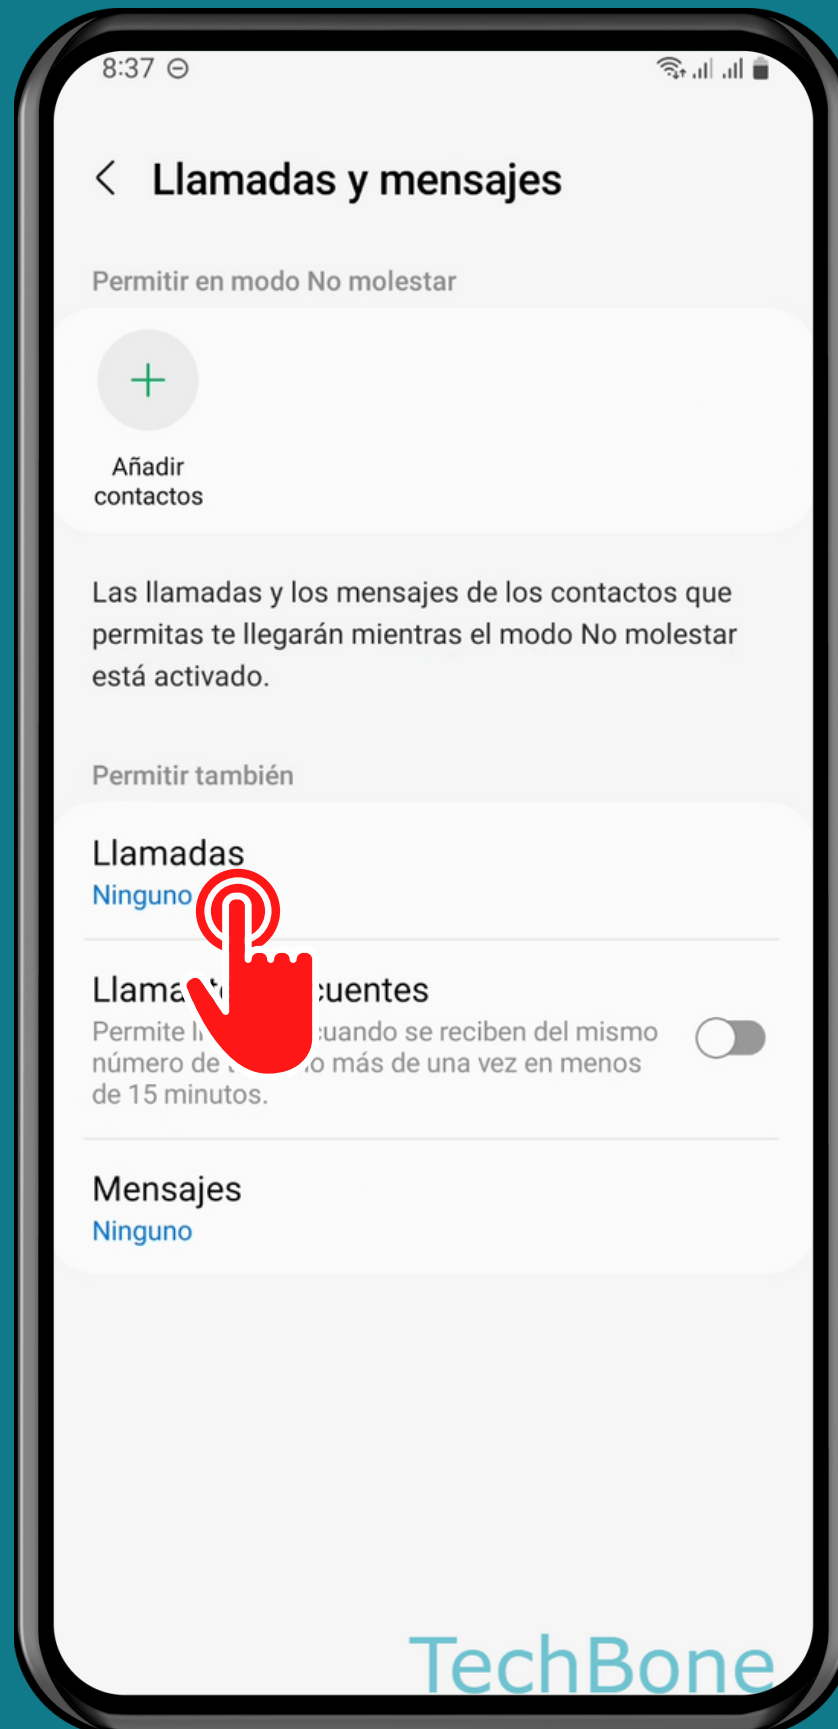 8:37
Llamadas y mensajes
Permitir en modo No molestar
Añadir
contactos
Las llamadas y los mensajes de los contactos que
permitas te llegarán mientras el modo No molestar
está activado.
Permitir también
Llamadas
Ninguno
Permite cuando se reciben del mismo
número de más de una vez en menos
de 15 minutos.
Mensajes
Ninguno
TechBone